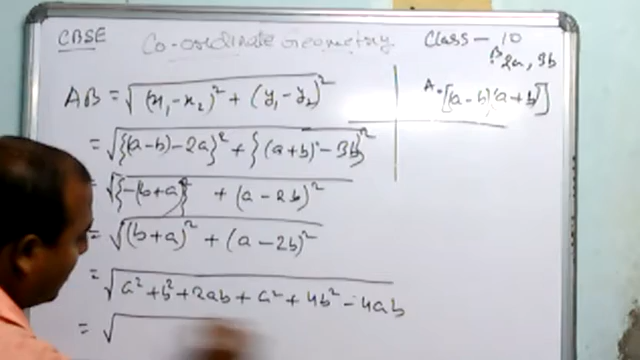 CBSE Co-ordinate Geometry. Class - 10
B 2a, 3b
A. [(a-b)(a+b)]
AB = √(x₁-x₂)² + (y₁-y₂)²
= √{(a-b)-2a}² + {(a+b) - 3b}²
= √{-(b+a)}² + (a-2b)²
= √(b+a)² + (a-2b)²
= √a² + b² + 2ab + a² + 4b² - 4ab
= √